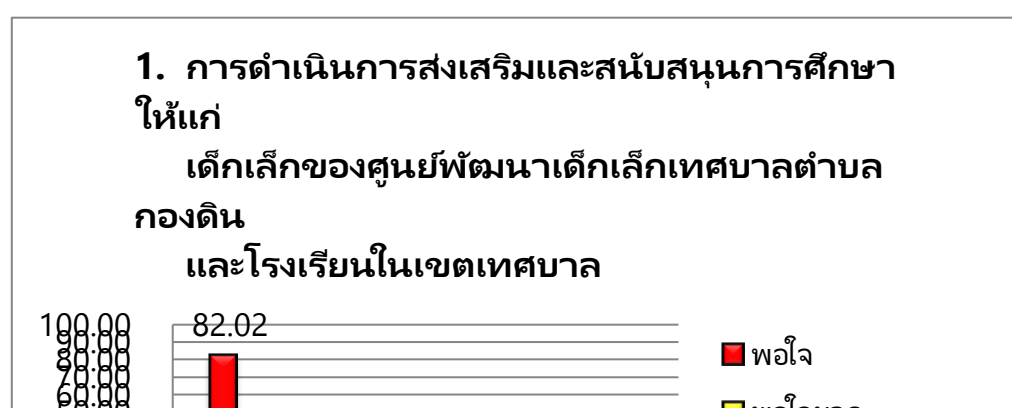 1. การดำเนินการส่งเสริมและสนับสนุนการศึกษา
ให้แก่
เด็กเล็กของศูนย์พัฒนาเด็กเล็กเทศบาลตำบล
กองดิน
และโรงเรียนในเขตเทศบาล
100.00
90.00
80.00
70.00
60.00
82.02
พอใจ